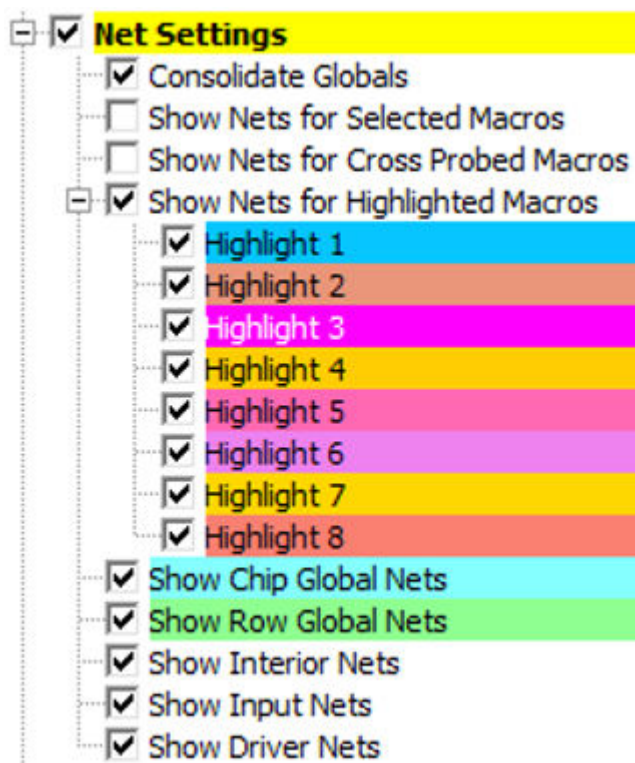 Net Settings
Consolidate Globals
Show Nets for Selected Macros
Show Nets for Cross Probed Macros
Show Nets for Highlighted Macros
Highlight 1
Highlight 2
Highlight 3
Highlight 4
Highlight 5
Highlight 6
Highlight 7
Highlight 8
Show Chip Global Nets
Show Row Global Nets
Show Interior Nets
Show Input Nets
Show Driver Nets